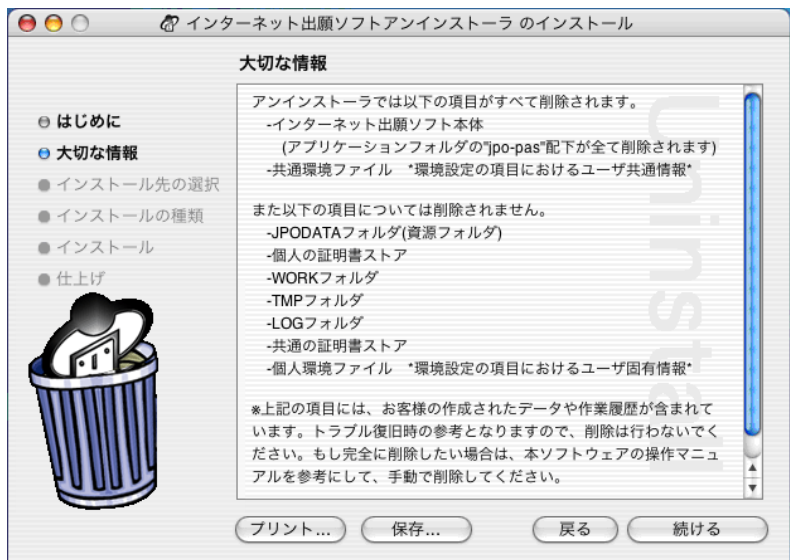 インターネット出願ソフトアンインストーラ のインストール
大切な情報
はじめに
大切な情報
インストール先の選択
インストールの種類
インストール
仕上げ
アンインストーラでは以下の項目がすべて削除されます。
-インターネット出願ソフト本体
(アプリケーションフォルダの"jpo-pas"配下が全て削除されます)
-共通環境ファイル *環境設定の項目におけるユーザ共通情報*
また以下の項目については削除されません。
-JPODATAフォルダ(資源フォルダ)
-個人の証明書ストア
-WORKフォルダ
-TMPフォルダ
-LOGフォルダ
-共通の証明書ストア
-個人環境ファイル *環境設定の項目におけるユーザ固有情報*
※上記の項目には、お客様の作成されたデータや作業履歴が含まれて
います。トラブル復旧時の参考となりますので、削除は行わないでく
ださい。もし完全に削除したい場合は、本ソフトウェアの操作マニュ
アルを参考にして、手動で削除してください。
Uninstall
プリント... 保存... 戻る 続ける